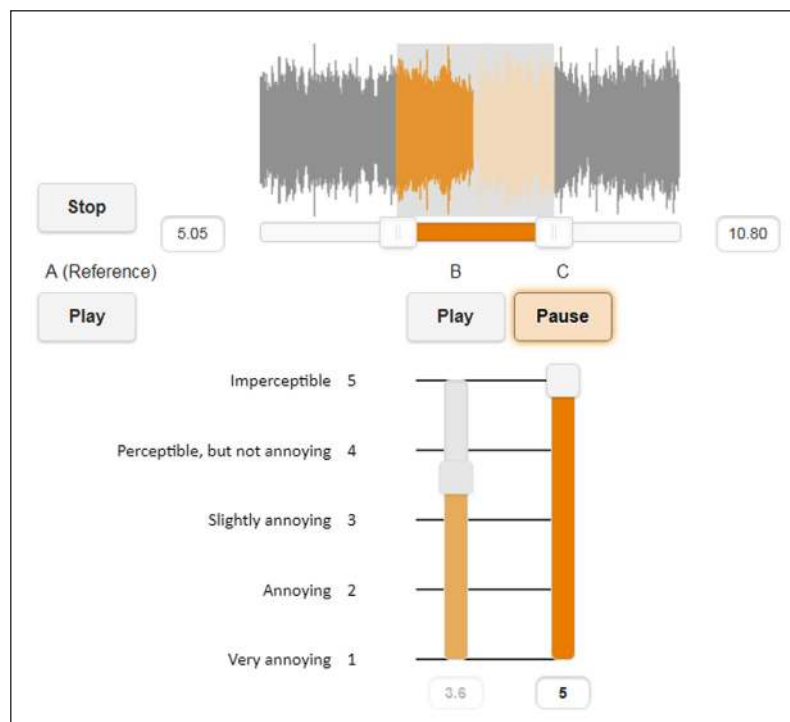 Stop
5.05
10.80
A (Reference) B C
Play Play Pause
Imperceptible 5
Perceptible, but not annoying 4
Slightly annoying 3
Annoying 2
Very annoying 1
3.6 5